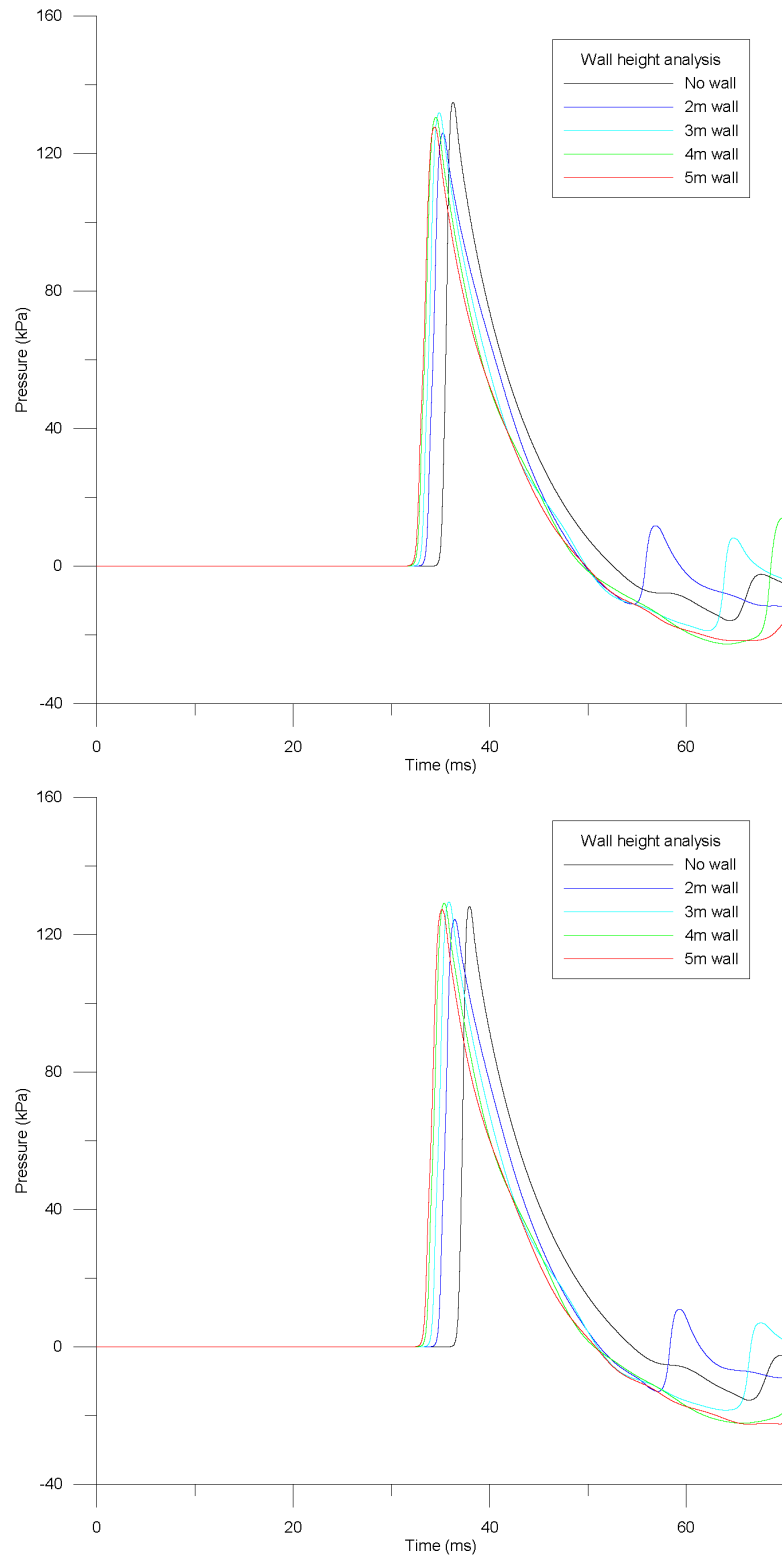 160
120
80
40
0
-40
Pressure (kPa)
0
20
40
60
Time (ms)
Wall height analysis
No wall
2m wall
3m wall
4m wall
5m wall
160
120
80
40
0
-40
Pressure (kPa)
0
20
40
60
Time (ms)
Wall height analysis
No wall
2m wall
3m wall
4m wall
5m wall